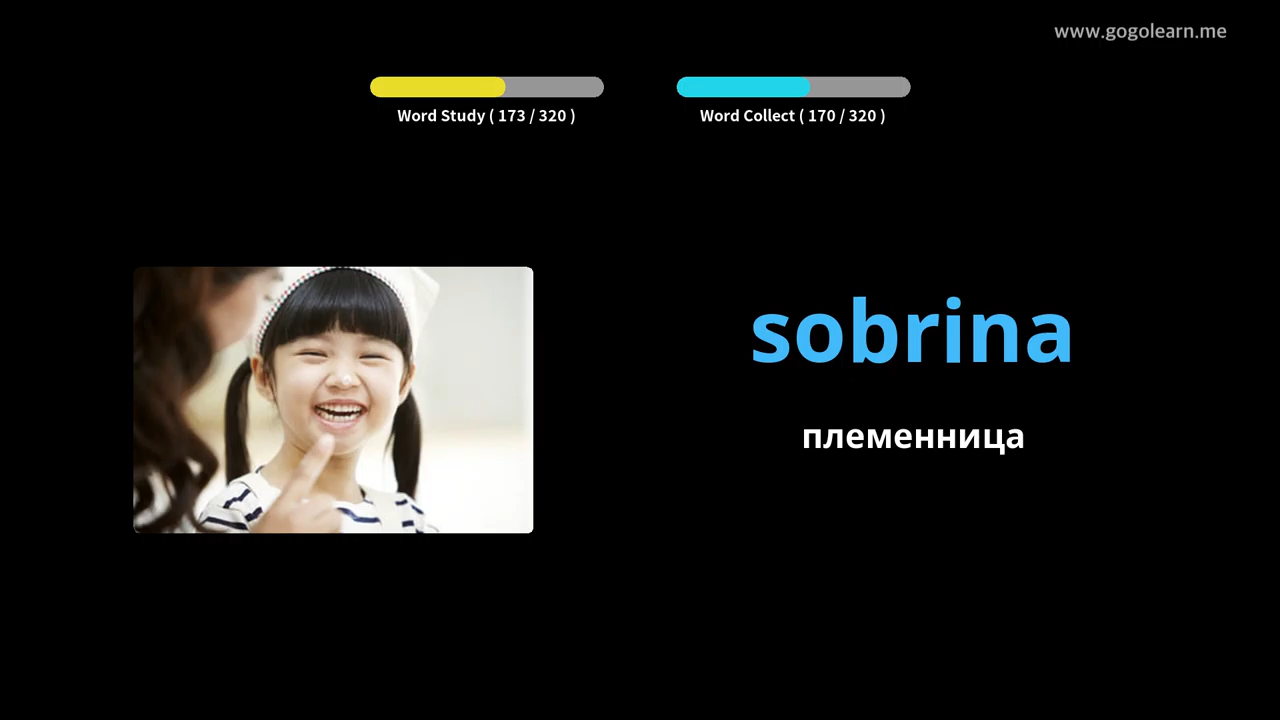 www.gogolearn.me
Word Study ( 173 / 320 )
Word Collect ( 170 / 320 )
sobrina
племенница